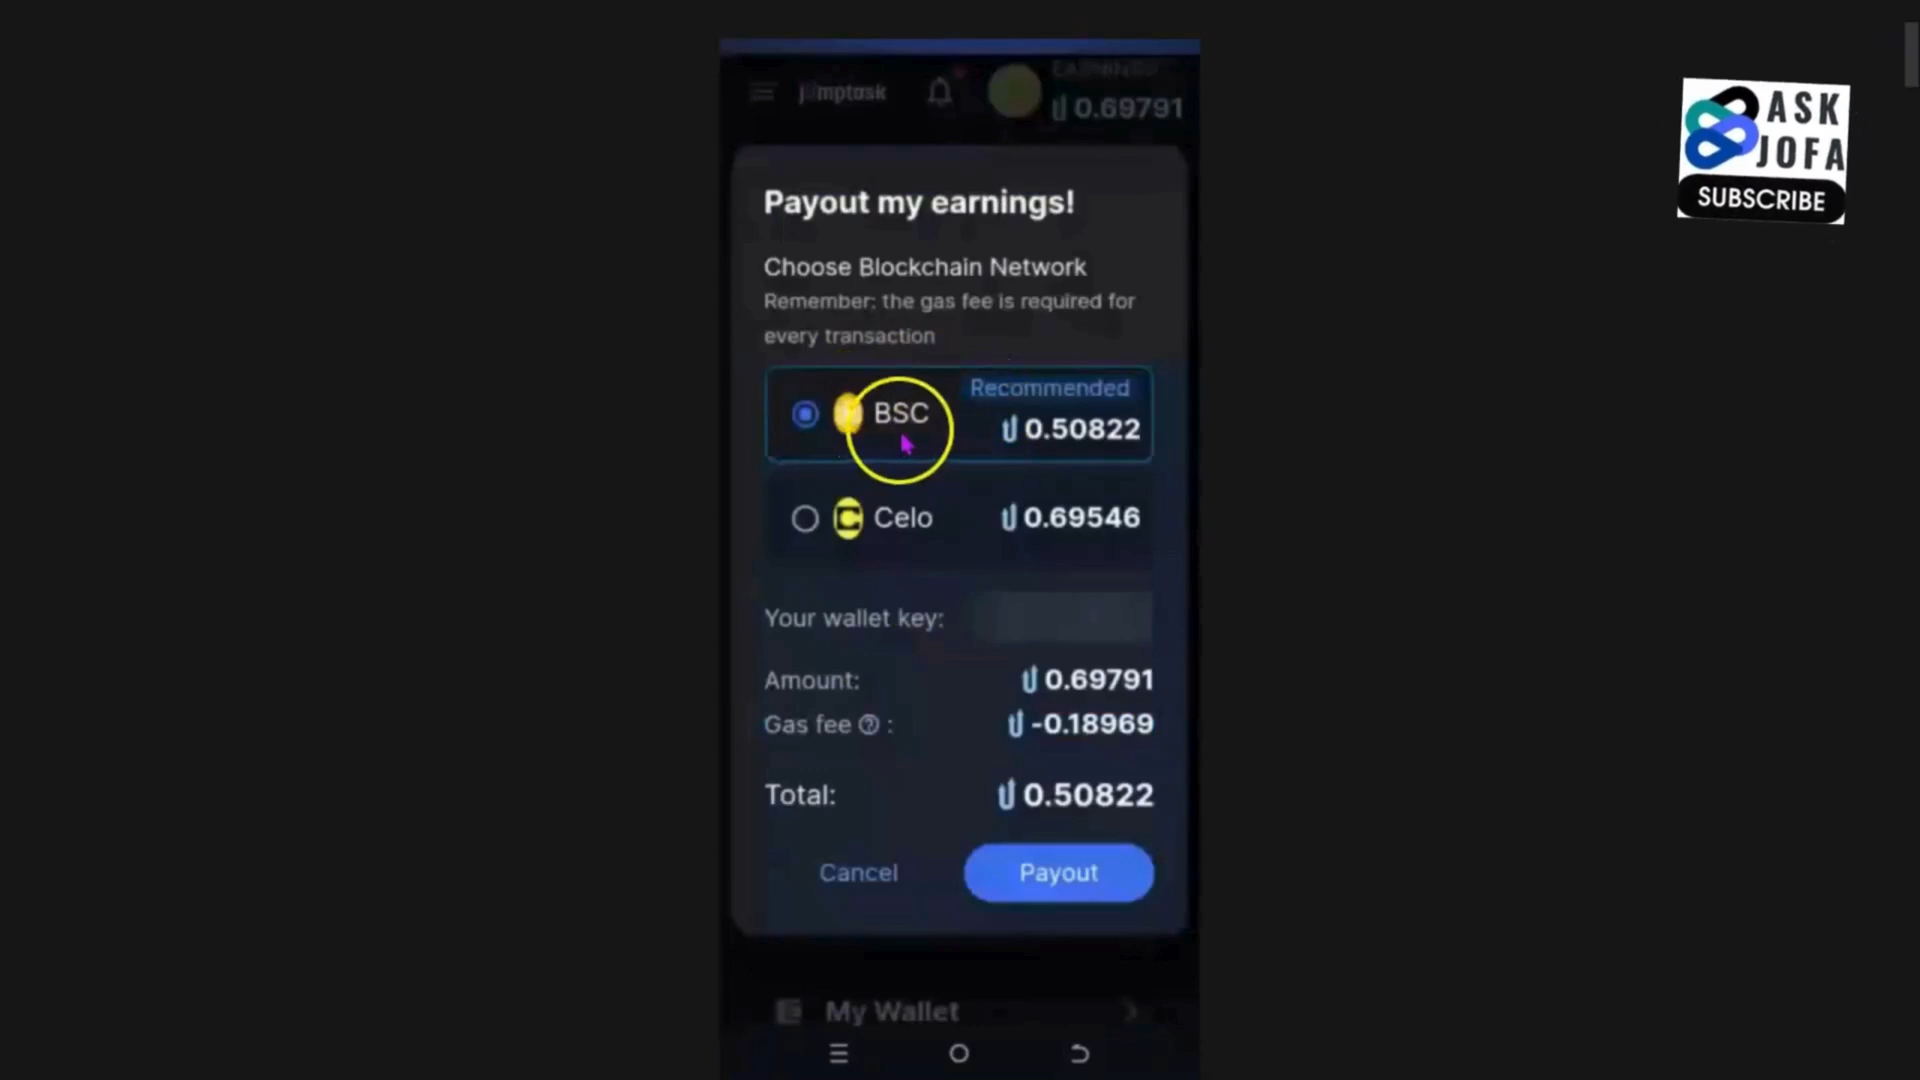 jumptask
EARNINGS
0.69791
ASK
JOFA
SUBSCRIBE
Payout my earnings!
Choose Blockchain Network
Remember: the gas fee is required for
every transaction
Recommended
BSC
0.50822
Celo
0.69546
Your wallet key:
Amount:
0.69791
Gas fee ? :
-0.18969
Total:
0.50822
Cancel
Payout
My Wallet